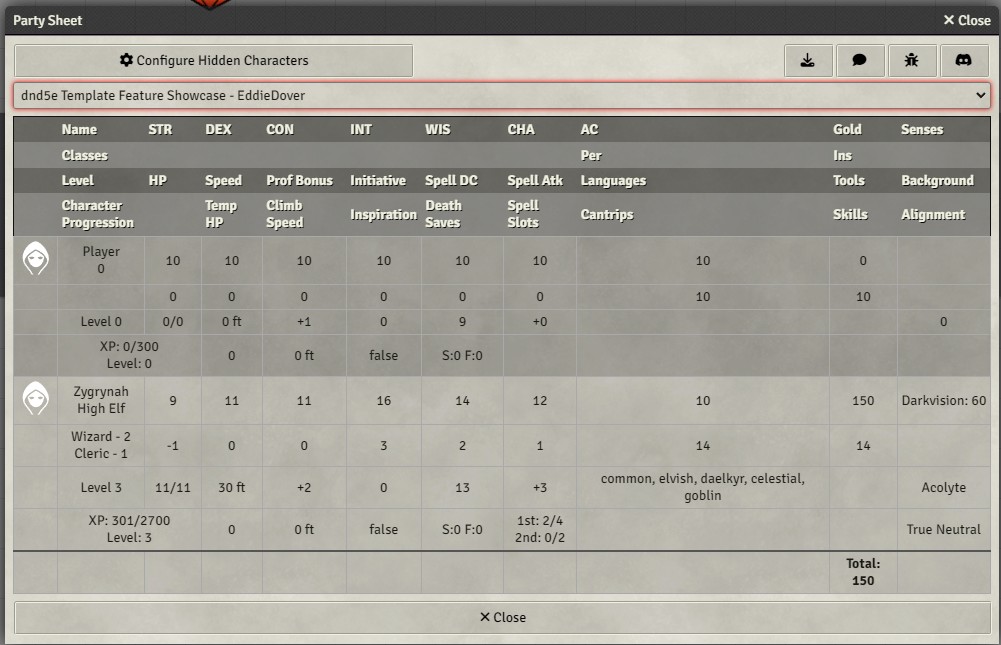 Party Sheet
Close
Configure Hidden Characters
dnd5e Template Feature Showcase - EddieDover
Name STR DEX CON INT WIS CHA AC Gold Senses
Classes Per Ins
Level HP Speed Prof Bonus Initiative Spell DC Spell Atk Languages Tools Background
Character Progression Temp HP Climb Speed Inspiration Death Saves Spell Slots Cantrips Skills Alignment
Player 0 10 10 10 10 10 10 10 0
0 0 0 0 0 0 10 10
Level 0 0/0 0 ft +1 0 9 +0 0
XP: 0/300 Level: 0 0 0 ft false S:0 F:0
Zygrynah High Elf 9 11 11 16 14 12 10 150 Darkvision: 60
Wizard - 2 Cleric - 1 -1 0 0 3 2 1 14 14
Level 3 11/11 30 ft +2 0 13 +3 common, elvish, daelkyr, celestial, goblin Acolyte
XP: 301/2700 Level: 3 0 0 ft false S:0 F:0 1st: 2/4 2nd: 0/2 True Neutral
Total: 150
Close